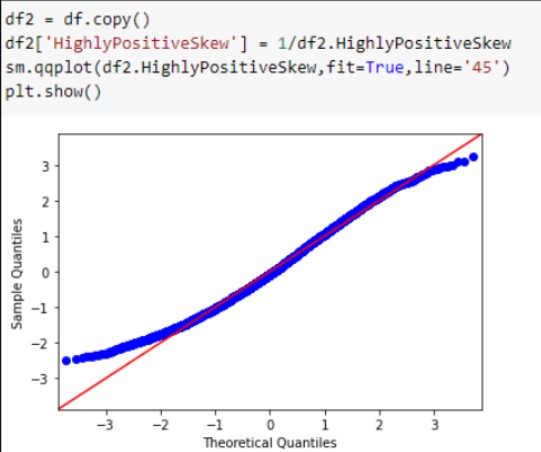 df2 = df.copy()
df2['HighlyPositiveSkew'] = 1/df2.HighlyPositiveSkew
sm.qqplot(df2.HighlyPositiveSkew,fit=True,line='45')
plt.show()
3
2
1
0
−1
−2
−3
Sample Quantiles
−3 −2 −1 0 1 2 3
Theoretical Quantiles